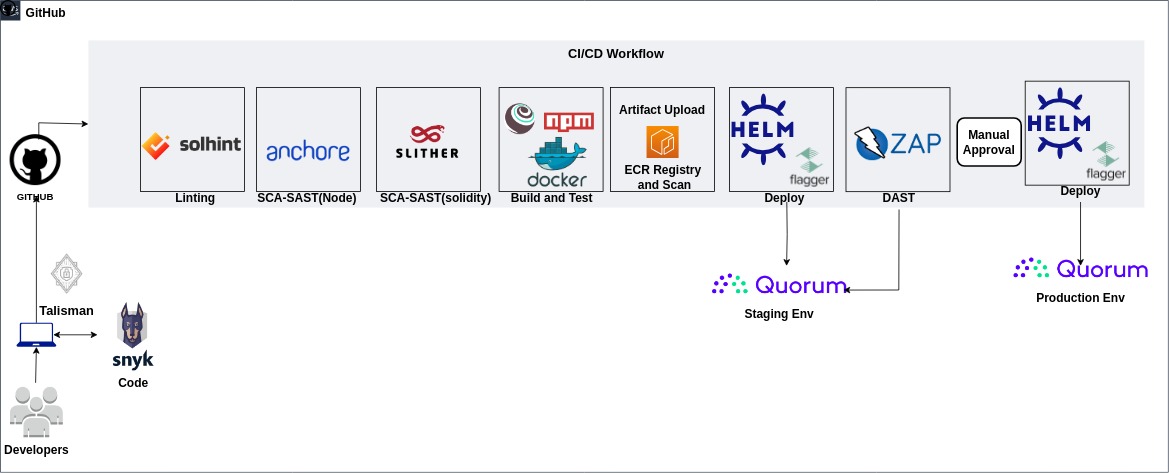 GitHub
CI/CD Workflow
solhint
Linting
anchore
SCA-SAST(Node)
SLITHER
SCA-SAST(solidity)
npm
docker
Build and Test
Artifact Upload
ECR Registry
and Scan
HELM
flagger
Deploy
ZAP
DAST
Manual
Approval
HELM
flagger
Deploy
GITHUB
Quorum
Staging Env
Quorum
Production Env
Talisman
snyk
Code
Developers